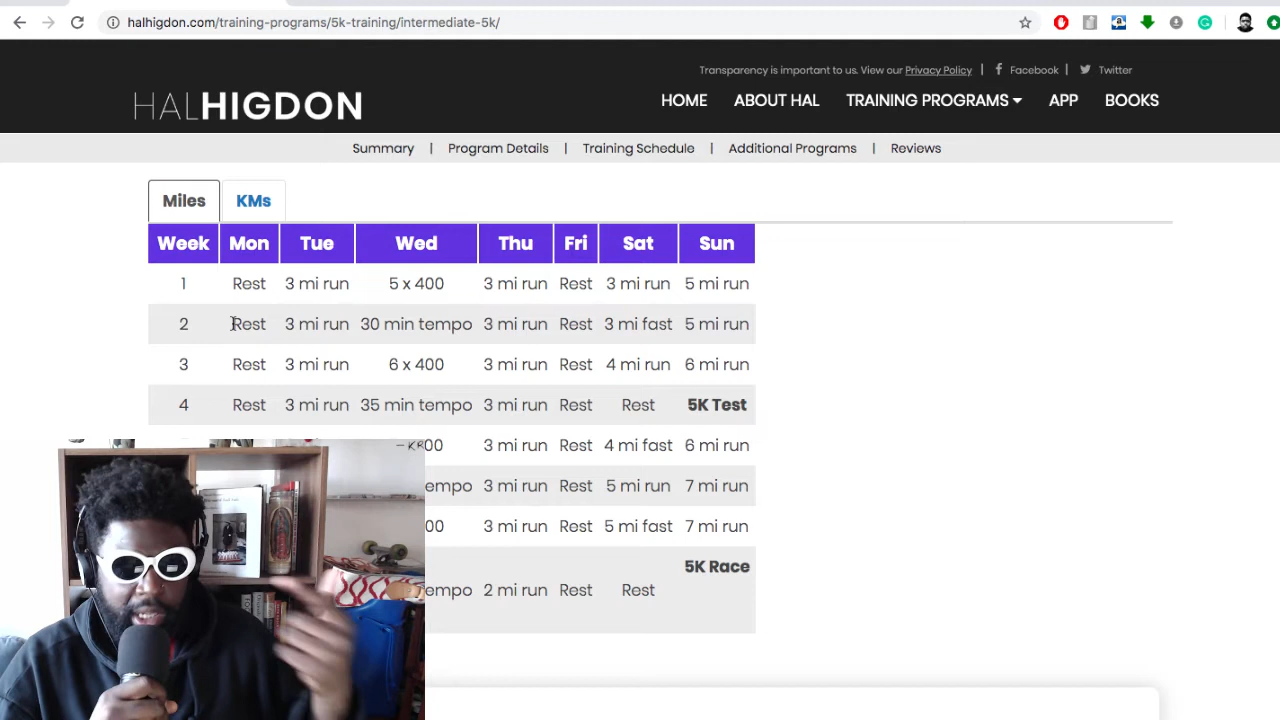 halhigdon.com/training-programs/5k-training/intermediate-5k/
Transparency is important to us. View our Privacy Policy | Facebook | Twitter
HALHIGDON
HOME ABOUT HAL TRAINING PROGRAMS APP BOOKS
Summary | Program Details | Training Schedule | Additional Programs | Reviews
Miles KMs
Week Mon Tue Wed Thu Fri Sat Sun
1 Rest 3 mi run 5 x 400 3 mi run Rest 3 mi run 5 mi run
2 Rest 3 mi run 30 min tempo 3 mi run Rest 3 mi fast 5 mi run
3 Rest 3 mi run 6 x 400 3 mi run Rest 4 mi run 6 mi run
4 Rest 3 mi run 35 min tempo 3 mi run Rest Rest 5K Test
00 3 mi run Rest 4 mi fast 6 mi run
empo 3 mi run Rest 5 mi run 7 mi run
00 3 mi run Rest 5 mi fast 7 mi run
empo 2 mi run Rest Rest 5K Race